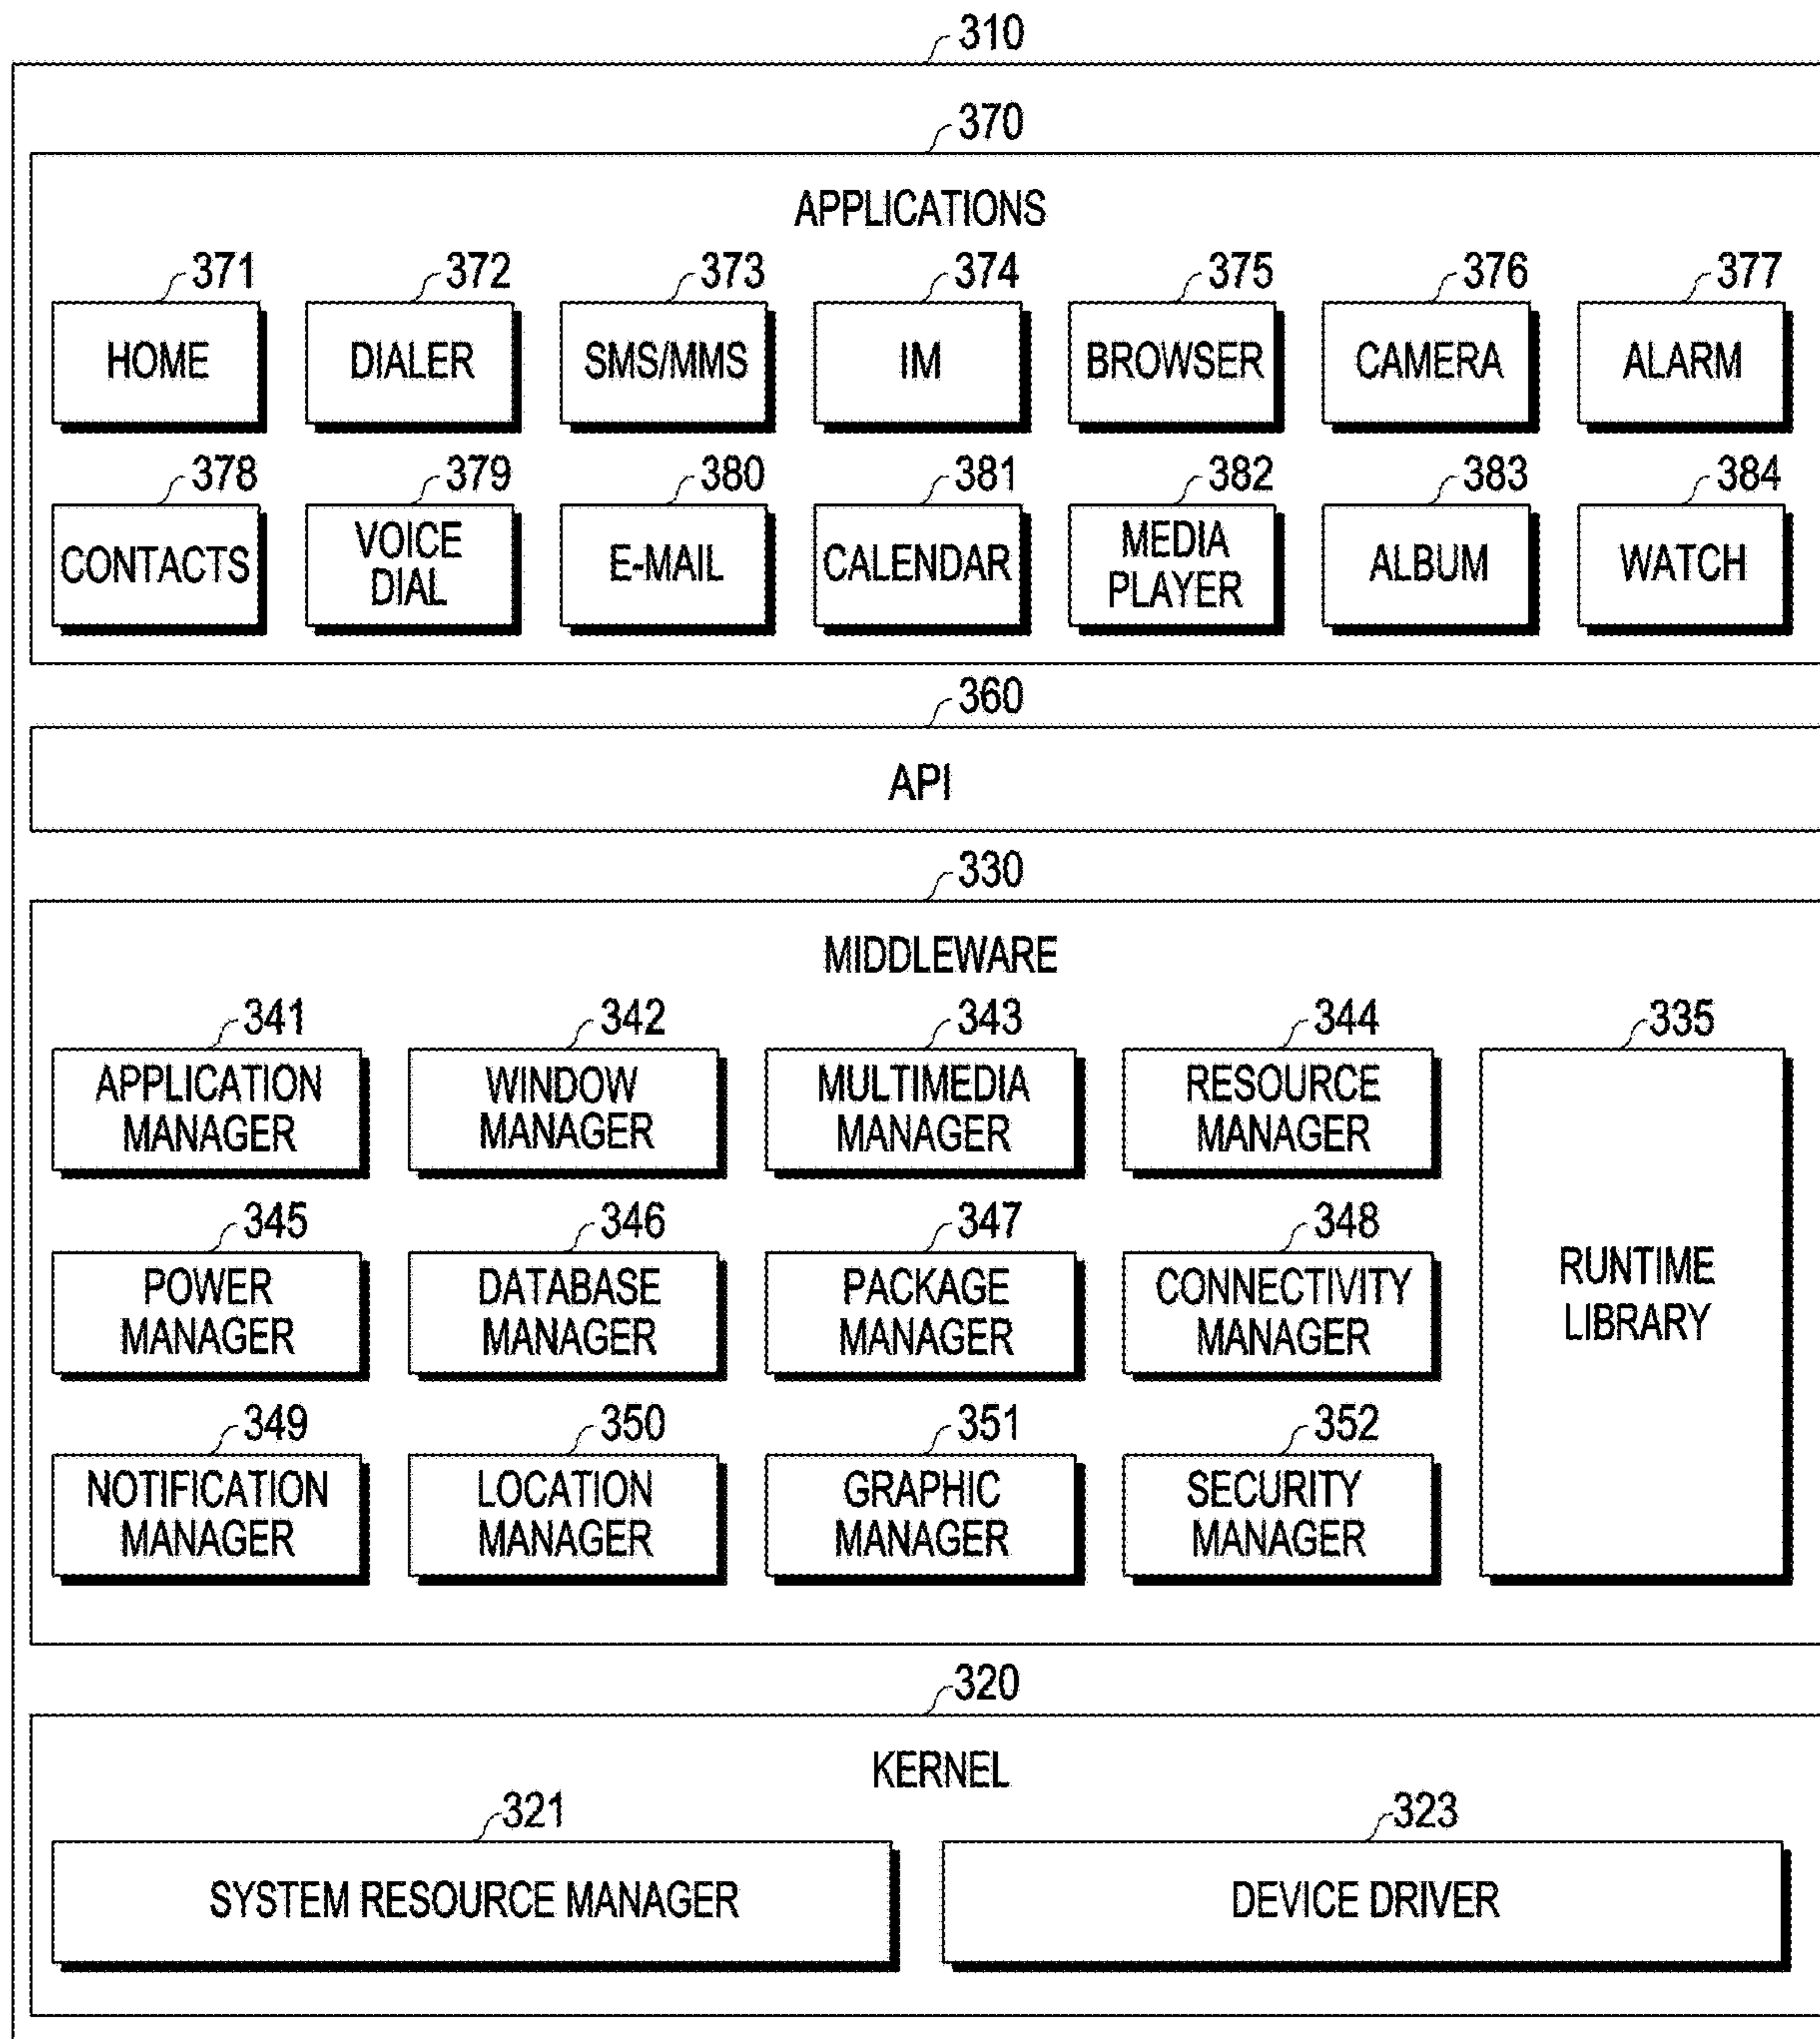 310
370
APPLICATIONS
371 372 373 374 375 376 377
HOME DIALER SMS/MMS IM BROWSER CAMERA ALARM
378 379 380 381 382 383 384
CONTACTS VOICE DIAL E-MAIL CALENDAR MEDIA PLAYER ALBUM WATCH
360
API
330
MIDDLEWARE
341 342 343 344 335
APPLICATION MANAGER WINDOW MANAGER MULTIMEDIA MANAGER RESOURCE MANAGER
345 346 347 348
POWER MANAGER DATABASE MANAGER PACKAGE MANAGER CONNECTIVITY MANAGER RUNTIME LIBRARY
349 350 351 352
NOTIFICATION MANAGER LOCATION MANAGER GRAPHIC MANAGER SECURITY MANAGER
320
KERNEL
321 323
SYSTEM RESOURCE MANAGER DEVICE DRIVER